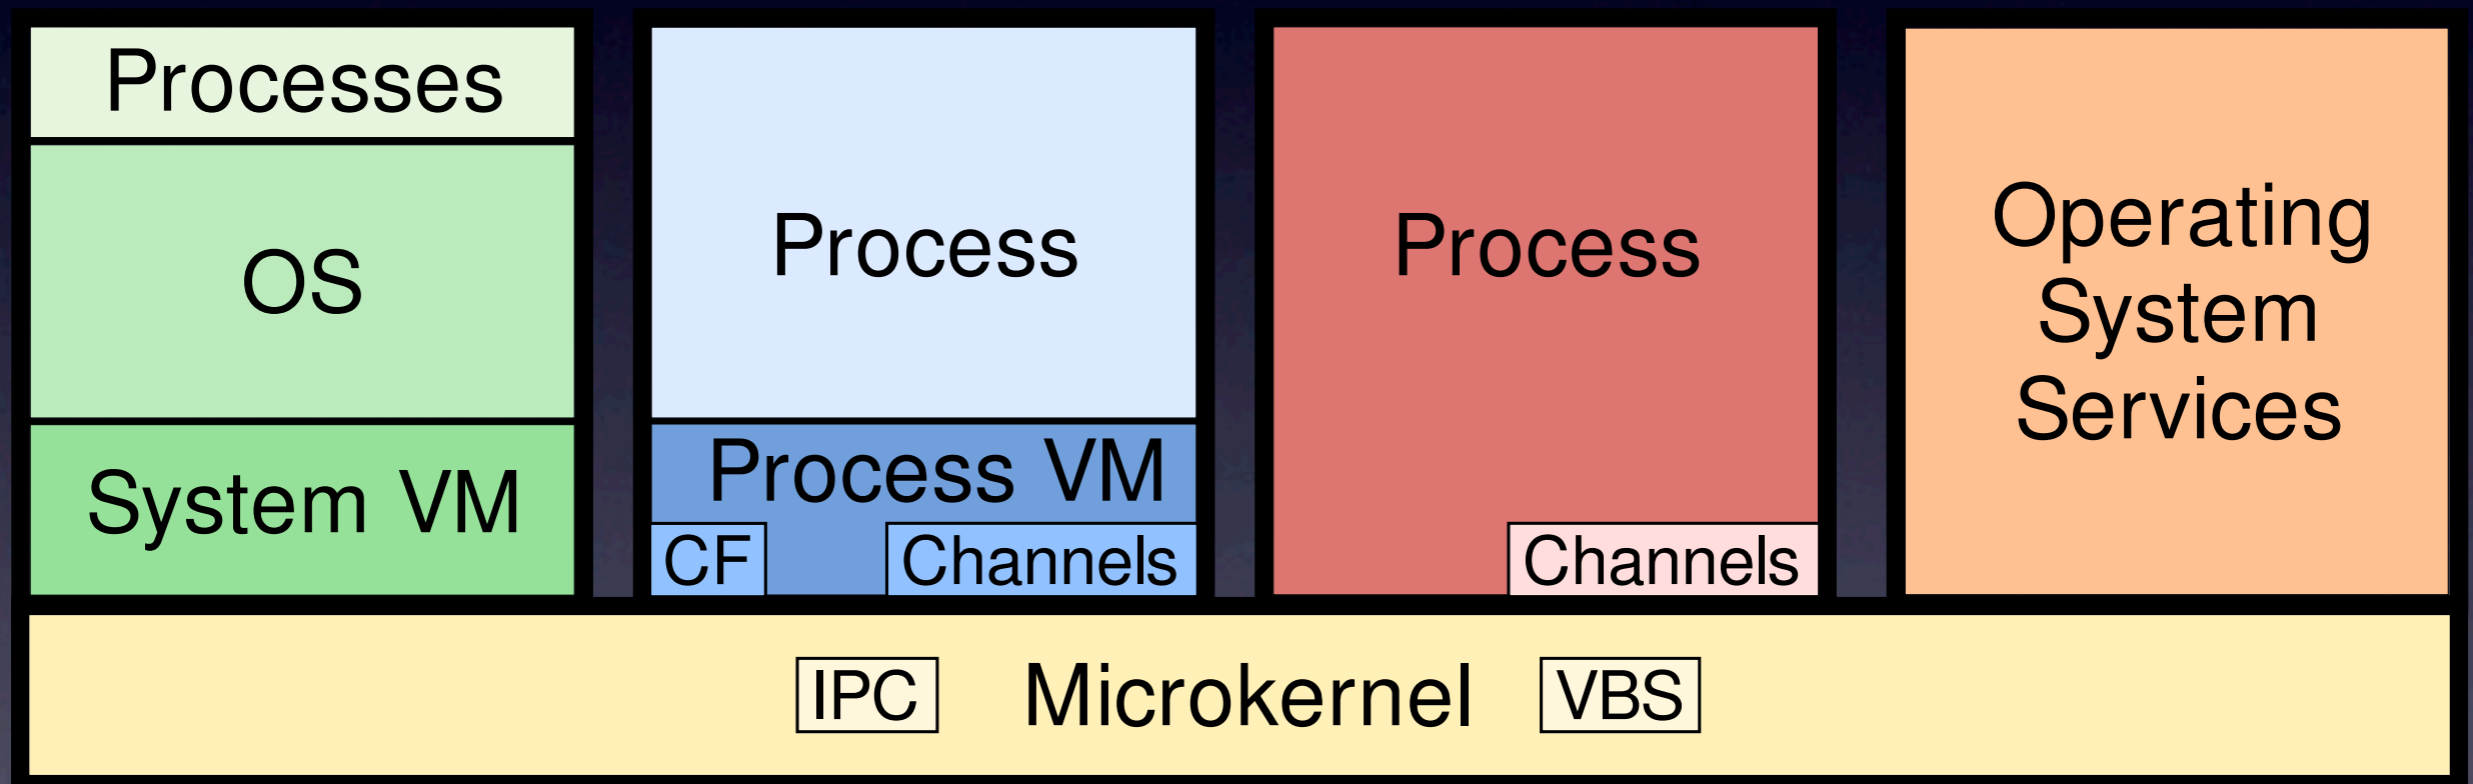 Processes
OS
System VM
Process
Process VM
CF
Channels
Process
Channels
Operating
System
Services
IPC
Microkernel
VBS